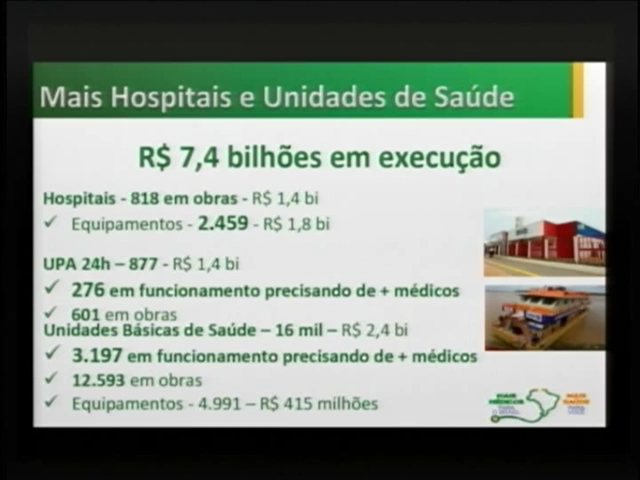 Mais Hospitais e Unidades de Saúde
R$ 7,4 bilhões em execução
Hospitais - 818 em obras - R$ 1,4 bi
✓ Equipamentos - 2.459 - R$ 1,8 bi
UPA 24h – 877 - R$ 1,4 bi
✓ 276 em funcionamento precisando de + médicos
✓ 601 em obras
Unidades Básicas de Saúde – 16 mil – R$ 2,4 bi
✓ 3.197 em funcionamento precisando de + médicos
✓ 12.593 em obras
✓ Equipamentos - 4.991 – R$ 415 milhões
MAIS
MÉDICOS